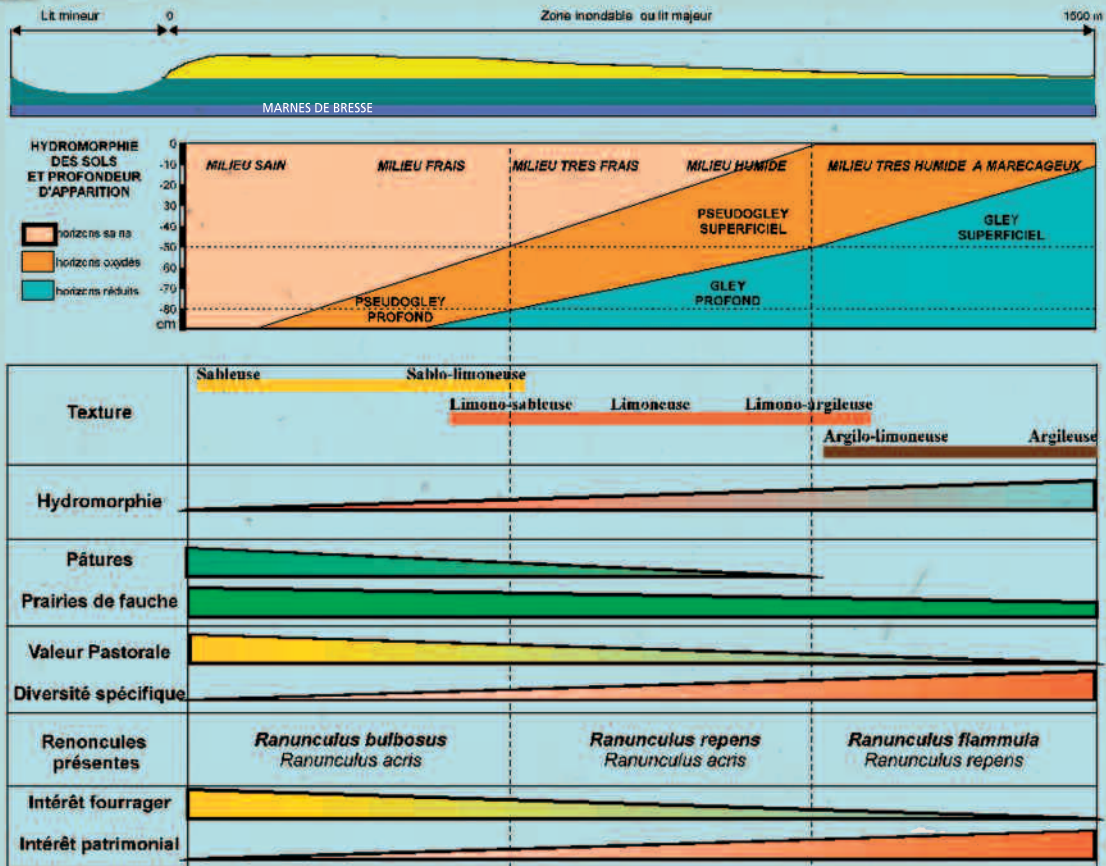 Lit mineur
0
Zone inondable ou lit majeur
1500 m
MARNES DE BRESSE
HYDROMORPHIE
DES SOLS
ET PROFONDEUR
D'APPARITION
horizons sains
horizons oxydés
horizons réduits
0
-10
-20
-30
-40
-50
-60
-70
-80
cm
MILIEU SAIN
MILIEU FRAIS
MILIEU TRES FRAIS
MILIEU HUMIDE
MILIEU TRES HUMIDE A MARECAGEUX
PSEUDOGLEY
SUPERFICIEL
GLEY
SUPERFICIEL
PSEUDOGLEY
PROFOND
GLEY
PROFOND
Texture
Sableuse
Sablo-limoneuse
Limono-sableuse
Limoneuse
Limono-argileuse
Argilo-limoneuse
Argileuse
Hydromorphie
Pâtures
Prairies de fauche
Valeur Pastorale
Diversité spécifique
Renoncules
présentes
Ranunculus bulbosus
Ranunculus acris
Ranunculus repens
Ranunculus acris
Ranunculus flammula
Ranunculus repens
Intérêt fourrager
Intérêt patrimonial